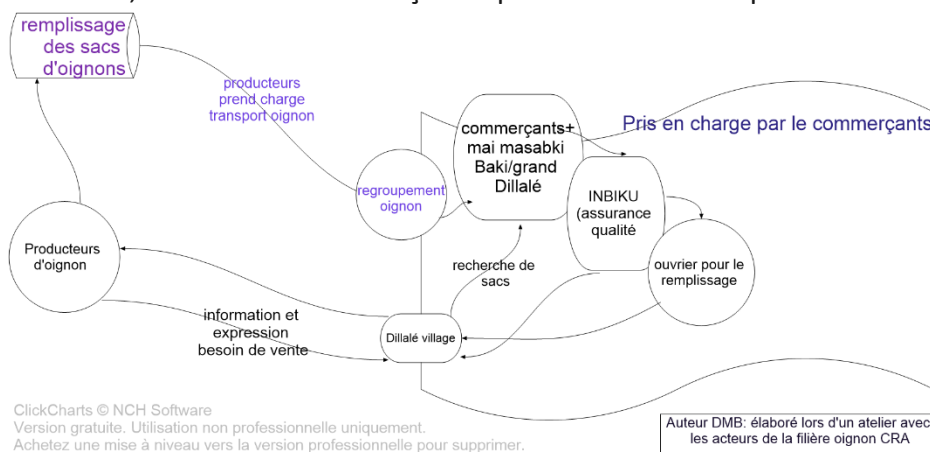 remplissage
des sacs
d'oignons
producteurs
prend charge
transport oignon
commerçants+
mai masabki
Baki/grand
Dillalé
Pris en charge par le commerçants
regroupement
oignon
INBIKU
(assurance
qualité
Producteurs
d'oignon
recherche de
sacs
ouvrier pour le
remplissage
information et
expression
besoin de vente
Dillalé village
ClickCharts © NCH Software
Version gratuite. Utilisation non professionnelle uniquement.
Achetez une mise à niveau vers la version professionnelle pour supprimer.
Auteur DMB: élaboré lors d'un atelier avec
les acteurs de la filière oignon CRA